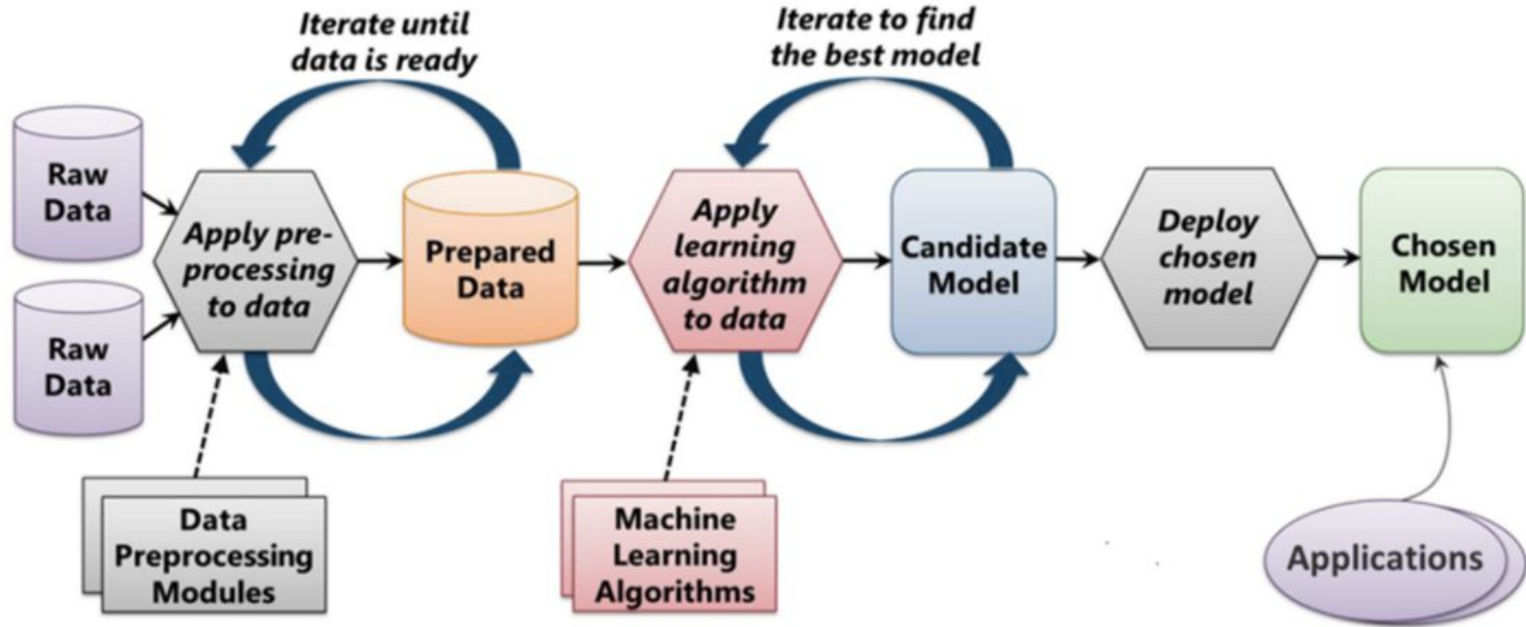 Iterate until
data is ready
Iterate to find
the best model
Raw
Data
Raw
Data
Apply pre-
processing
to data
Prepared
Data
Apply
learning
algorithm
to data
Candidate
Model
Deploy
chosen
model
Chosen
Model
Data
Preprocessing
Modules
Machine
Learning
Algorithms
Applications